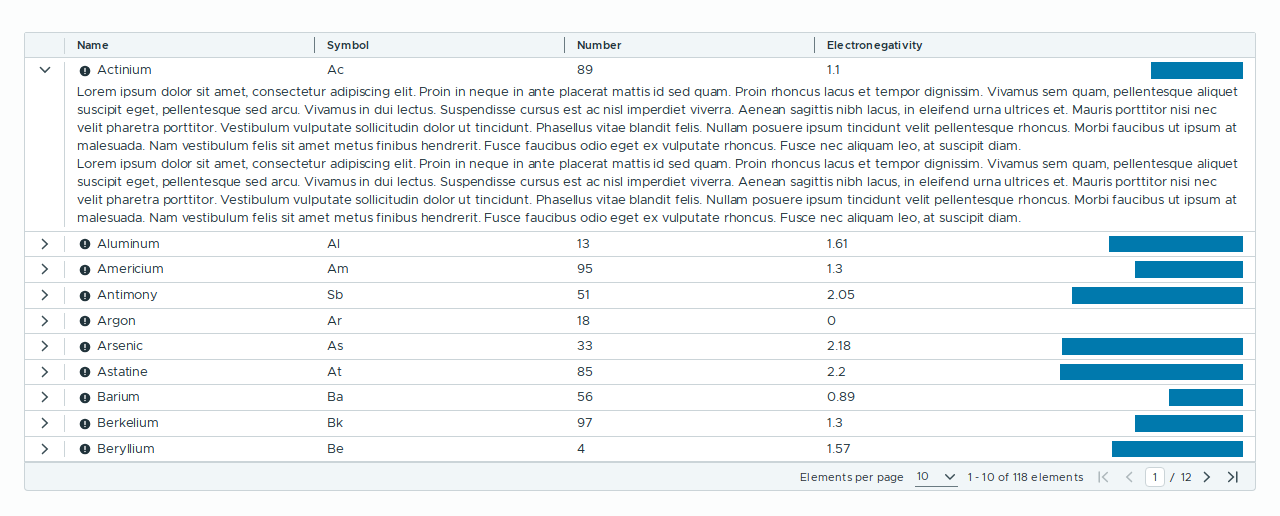 Name Symbol Number Electronegativity
Actinium Ac 89 1.1
Lorem ipsum dolor sit amet, consectetur adipiscing elit. Proin in neque in ante placerat mattis id sed quam. Proin rhoncus lacus et tempor dignissim. Vivamus sem quam, pellentesque aliquet
suscipit eget, pellentesque sed arcu. Vivamus in dui lectus. Suspendisse cursus est ac nisl imperdiet viverra. Aenean sagittis nibh lacus, in eleifend urna ultrices et. Mauris porttitor nisi nec
velit pharetra porttitor. Vestibulum vulputate sollicitudin dolor ut tincidunt. Phasellus vitae blandit felis. Nullam posuere ipsum tincidunt velit pellentesque rhoncus. Morbi faucibus ut ipsum at
malesuada. Nam vestibulum felis sit amet metus finibus hendrerit. Fusce faucibus odio eget ex vulputate rhoncus. Fusce nec aliquam leo, at suscipit diam.
Lorem ipsum dolor sit amet, consectetur adipiscing elit. Proin in neque in ante placerat mattis id sed quam. Proin rhoncus lacus et tempor dignissim. Vivamus sem quam, pellentesque aliquet
suscipit eget, pellentesque sed arcu. Vivamus in dui lectus. Suspendisse cursus est ac nisl imperdiet viverra. Aenean sagittis nibh lacus, in eleifend urna ultrices et. Mauris porttitor nisi nec
velit pharetra porttitor. Vestibulum vulputate sollicitudin dolor ut tincidunt. Phasellus vitae blandit felis. Nullam posuere ipsum tincidunt velit pellentesque rhoncus. Morbi faucibus ut ipsum at
malesuada. Nam vestibulum felis sit amet metus finibus hendrerit. Fusce faucibus odio eget ex vulputate rhoncus. Fusce nec aliquam leo, at suscipit diam.
Aluminum Al 13 1.61
Americium Am 95 1.3
Antimony Sb 51 2.05
Argon Ar 18 0
Arsenic As 33 2.18
Astatine At 85 2.2
Barium Ba 56 0.89
Berkelium Bk 97 1.3
Beryllium Be 4 1.57
Elements per page 10 1 - 10 of 118 elements 1 / 12